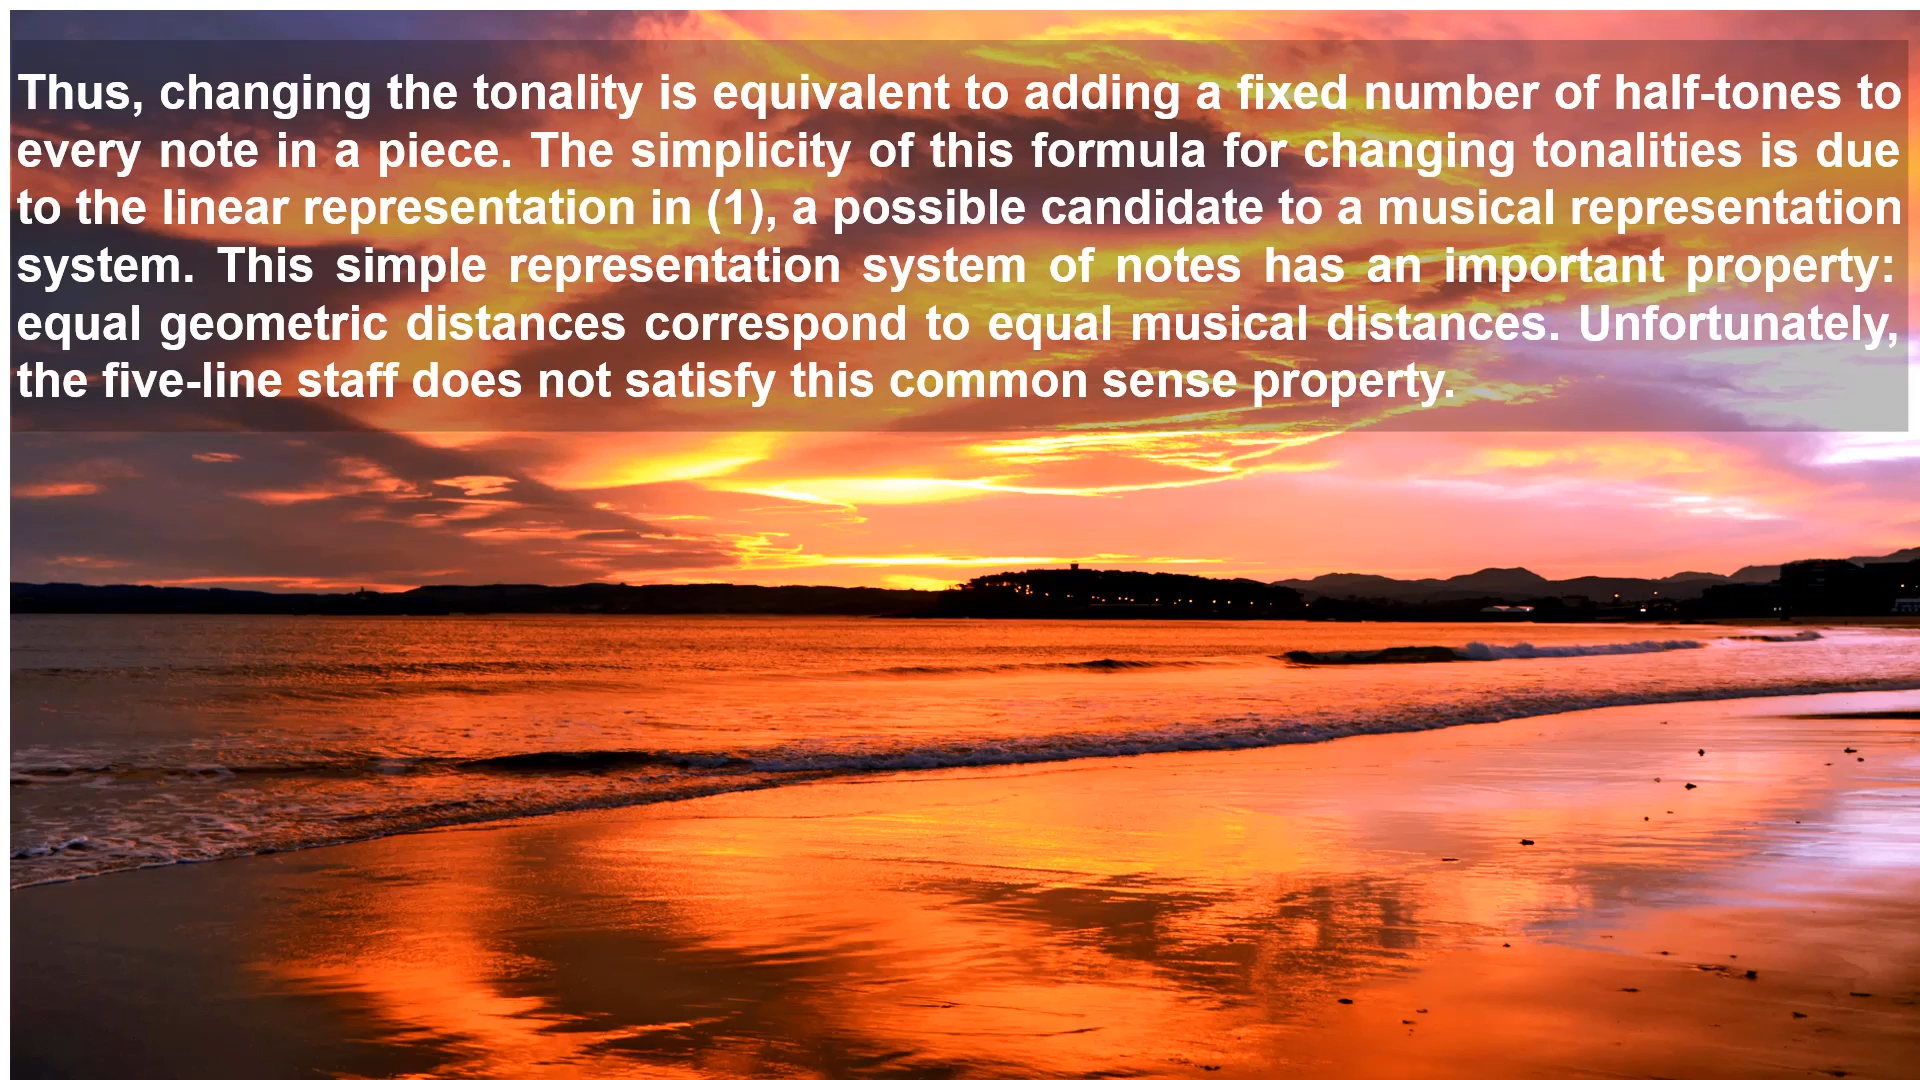 Thus, changing the tonality is equivalent to adding a fixed number of half-tones to
every note in a piece. The simplicity of this formula for changing tonalities is due
to the linear representation in (1), a possible candidate to a musical representation
system. This simple representation system of notes has an important property:
equal geometric distances correspond to equal musical distances. Unfortunately,
the five-line staff does not satisfy this common sense property.